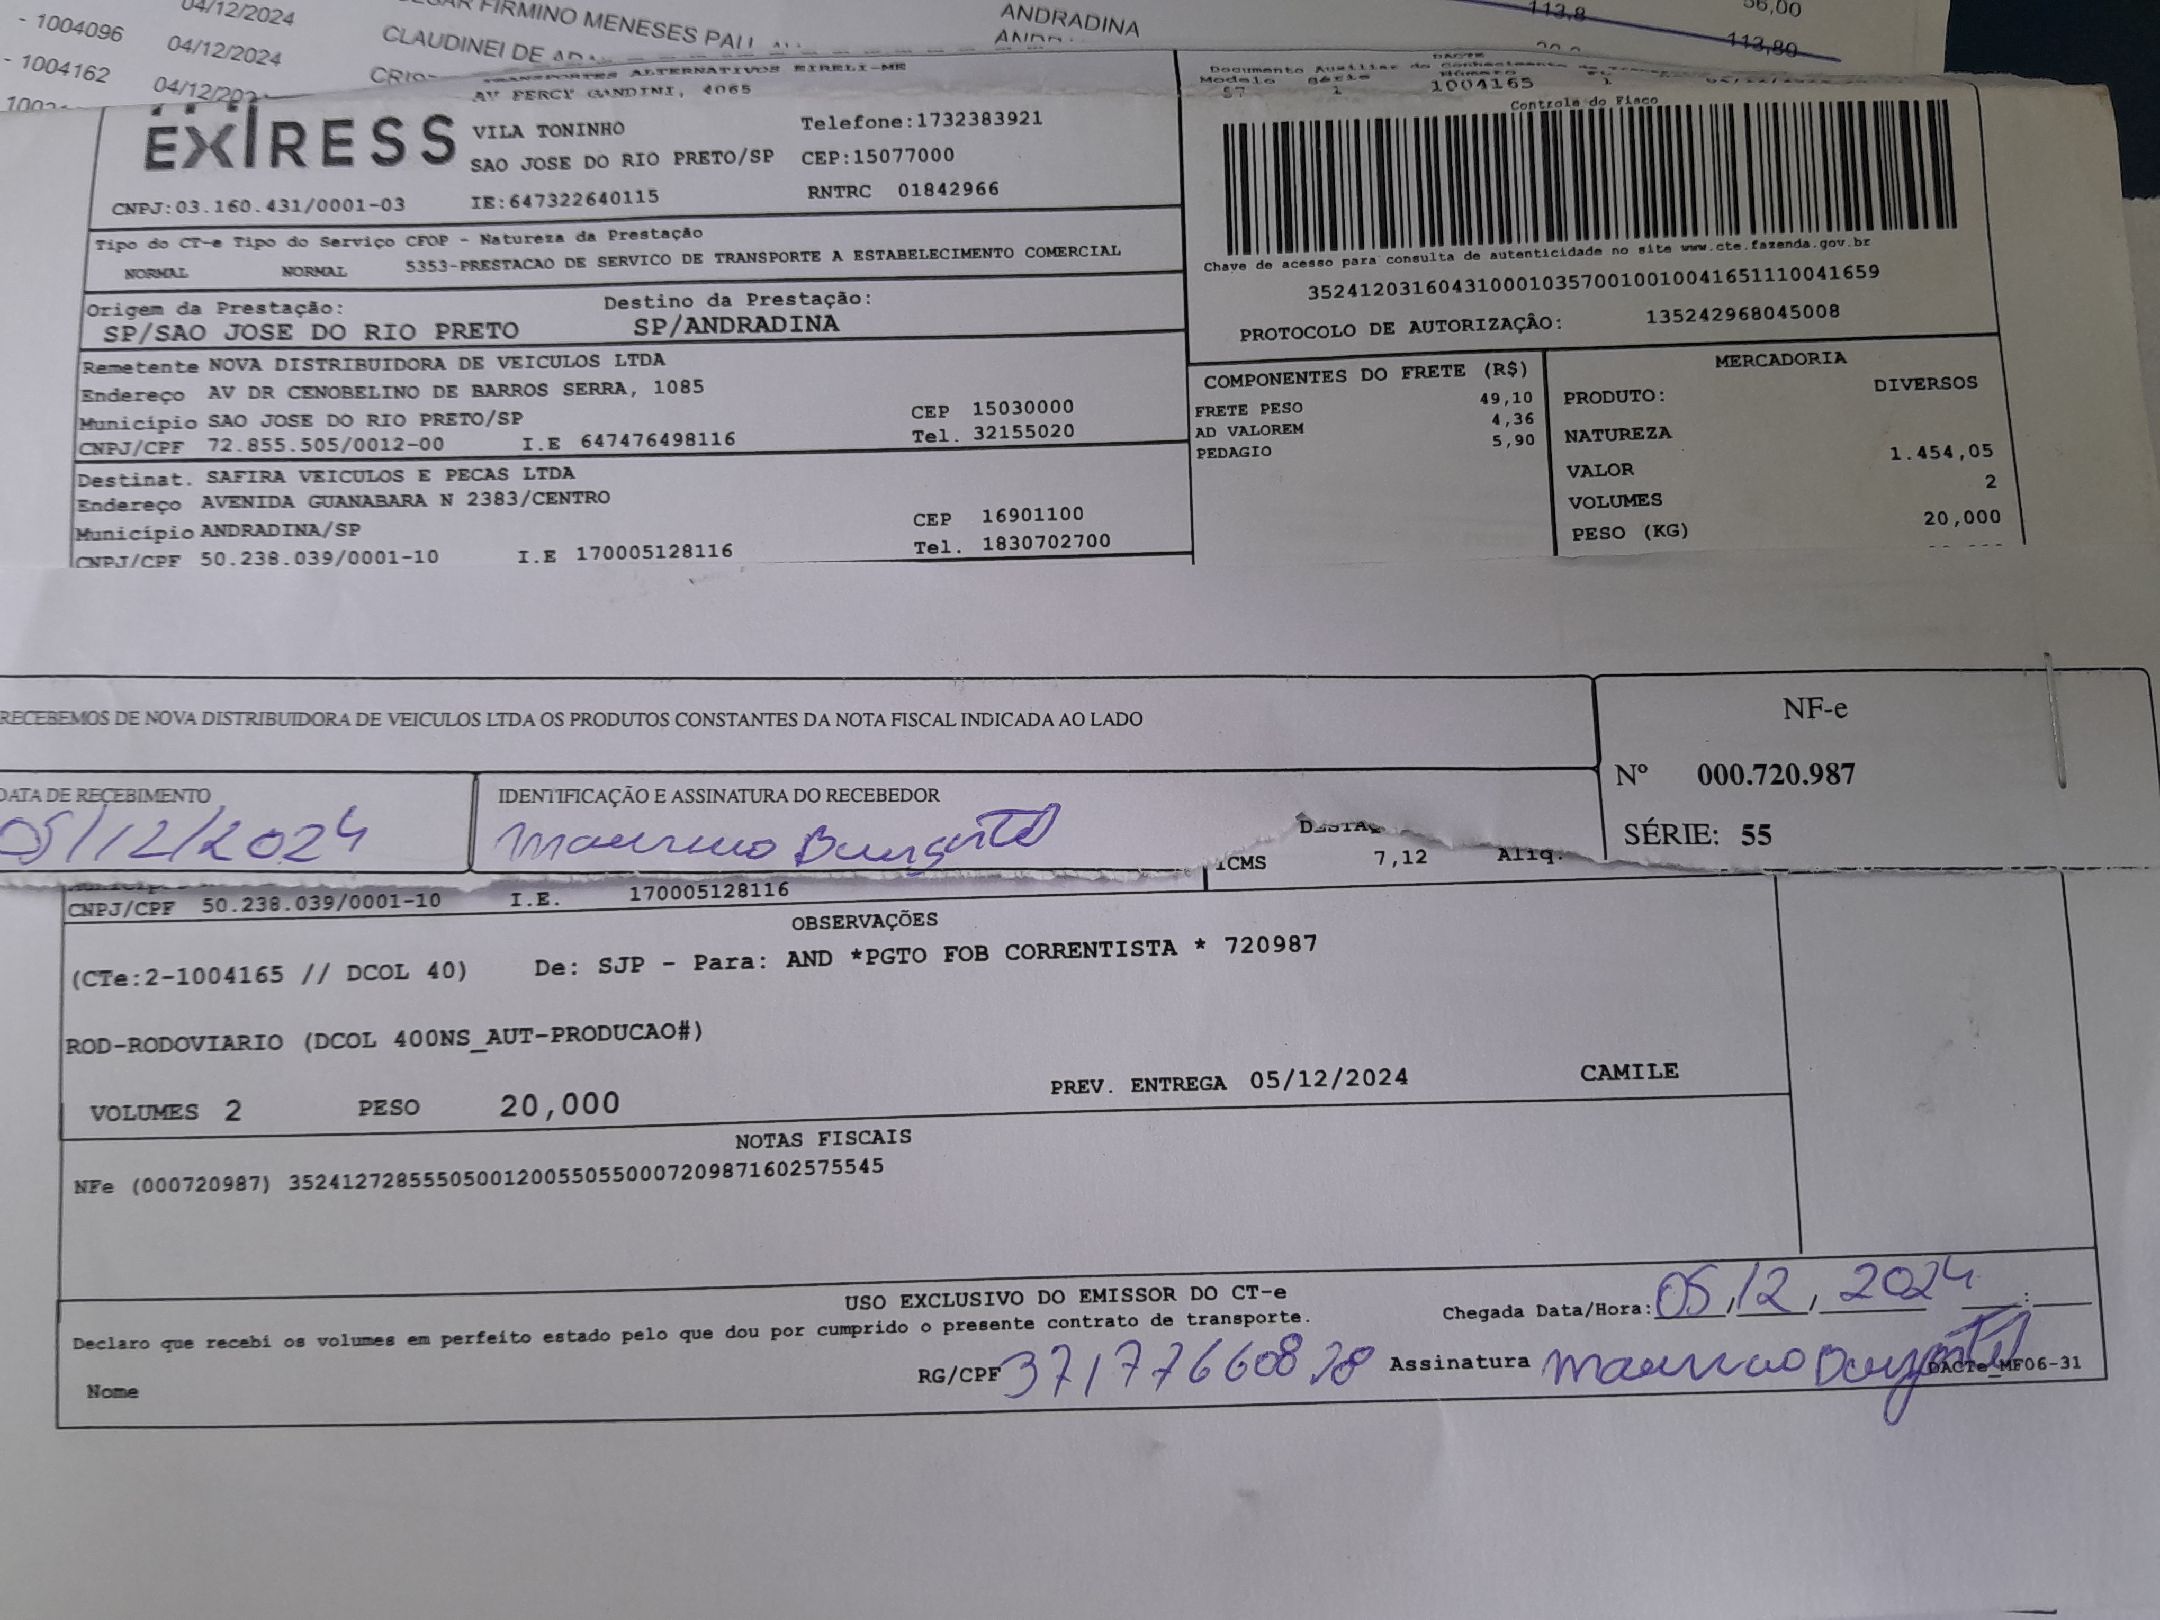 04/12/2024 FIRMINO MENESES ANDRADINA 56,00
- 1004096 04/12/2024 CLAUDINEI DE 113,8 113,80
- 1004162 04/12/202
TRANSPORTES ALTERNATIVOS EIRELI-ME
AV PERCY GANDINI, 4065
EXIRESS VILA TONINHO Telefone:1732383921
SAO JOSE DO RIO PRETO/SP CEP:15077000
CNPJ:03.160.431/0001-03 IE:647322640115 RNTRC 01842966
Documento Auxiliar do Conhecimento de
Modelo Série Número
57 1 1004165 1
Controle do Fisco
Chave de acesso para consulta de autenticidade no site www.cte.fazenda.gov.br
35241203160431000103570010010041651110041659
PROTOCOLO DE AUTORIZAÇÂO: 135242968045008
Tipo do CT-e Tipo do Serviço CFOP - Natureza da Prestação
NORMAL NORMAL 5353-PRESTACAO DE SERVICO DE TRANSPORTE A ESTABELECIMENTO COMERCIAL
Origem da Prestação: Destino da Prestação:
SP/SAO JOSE DO RIO PRETO SP/ANDRADINA
Remetente NOVA DISTRIBUIDORA DE VEICULOS LTDA
Endereço AV DR CENOBELINO DE BARROS SERRA, 1085
Município SAO JOSE DO RIO PRETO/SP CEP 15030000
CNPJ/CPF 72.855.505/0012-00 I.E 647476498116 Tel. 32155020
Destinat. SAFIRA VEICULOS E PECAS LTDA
Endereço AVENIDA GUANABARA N 2383/CENTRO
Município ANDRADINA/SP CEP 16901100
CNPJ/CPF 50.238.039/0001-10 I.E 170005128116 Tel. 1830702700
COMPONENTES DO FRETE (R$)
FRETE PESO 49,10
AD VALOREM 4,36
PEDAGIO 5,90
MERCADORIA
PRODUTO: DIVERSOS
NATUREZA
VALOR 1.454,05
VOLUMES 2
PESO (KG) 20,000
RECEBEMOS DE NOVA DISTRIBUIDORA DE VEICULOS LTDA OS PRODUTOS CONSTANTES DA NOTA FISCAL INDICADA AO LADO
NF-e
Nº 000.720.987
SÉRIE: 55
DATA DE RECEBIMENTO IDENTIFICAÇÃO E ASSINATURA DO RECEBEDOR
05/12/2024
ICMS 7,12 Aliq.
CNPJ/CPF 50.238.039/0001-10 I.E. 170005128116
OBSERVAÇÕES
(CTe:2-1004165 // DCOL 40) De: SJP - Para: AND *PGTO FOB CORRENTISTA * 720987
ROD-RODOVIARIO (DCOL 400NS_AUT-PRODUCAO#)
VOLUMES 2 PESO 20,000 PREV. ENTREGA 05/12/2024 CAMILE
NOTAS FISCAIS
NFe (000720987) 35241272855505001200550550007209871602575545
USO EXCLUSIVO DO EMISSOR DO CT-e
Declaro que recebi os volumes em perfeito estado pelo que dou por cumprido o presente contrato de transporte. Chegada Data/Hora: 05,12, 2024 :
Nome RG/CPF 37177660828 Assinatura DACTe_MF06-31